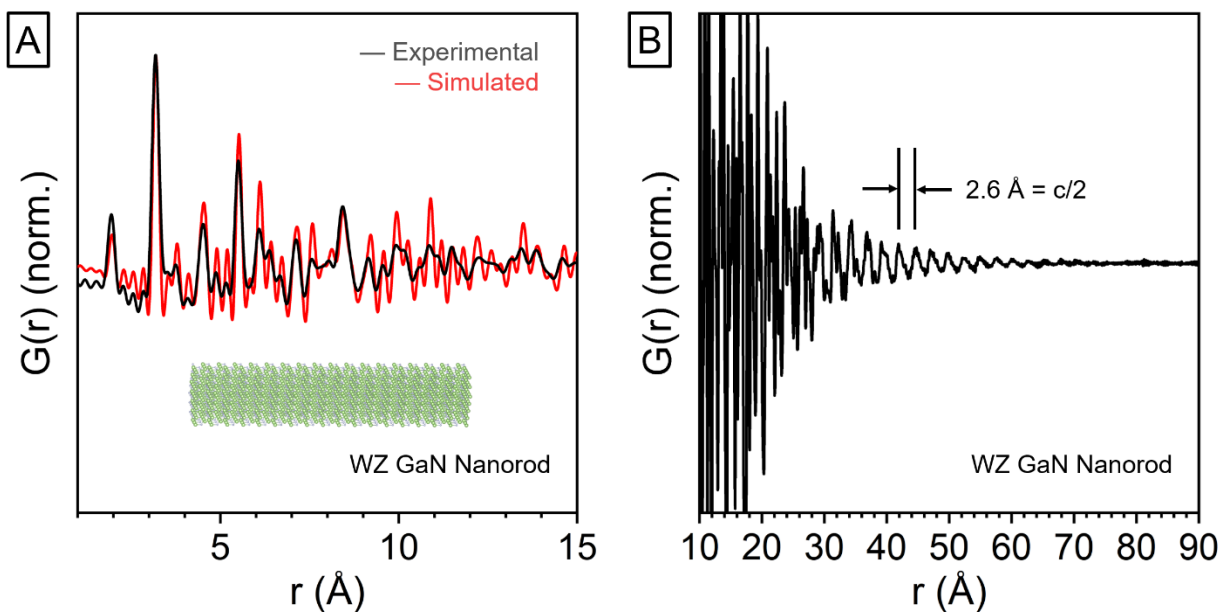 A
— Experimental
— Simulated
G(r) (norm.)
WZ GaN Nanorod
5
10
15
r (Å)
B
2.6 Å = c/2
G(r) (norm.)
WZ GaN Nanorod
10 20 30 40 50 60 70 80 90
r (Å)